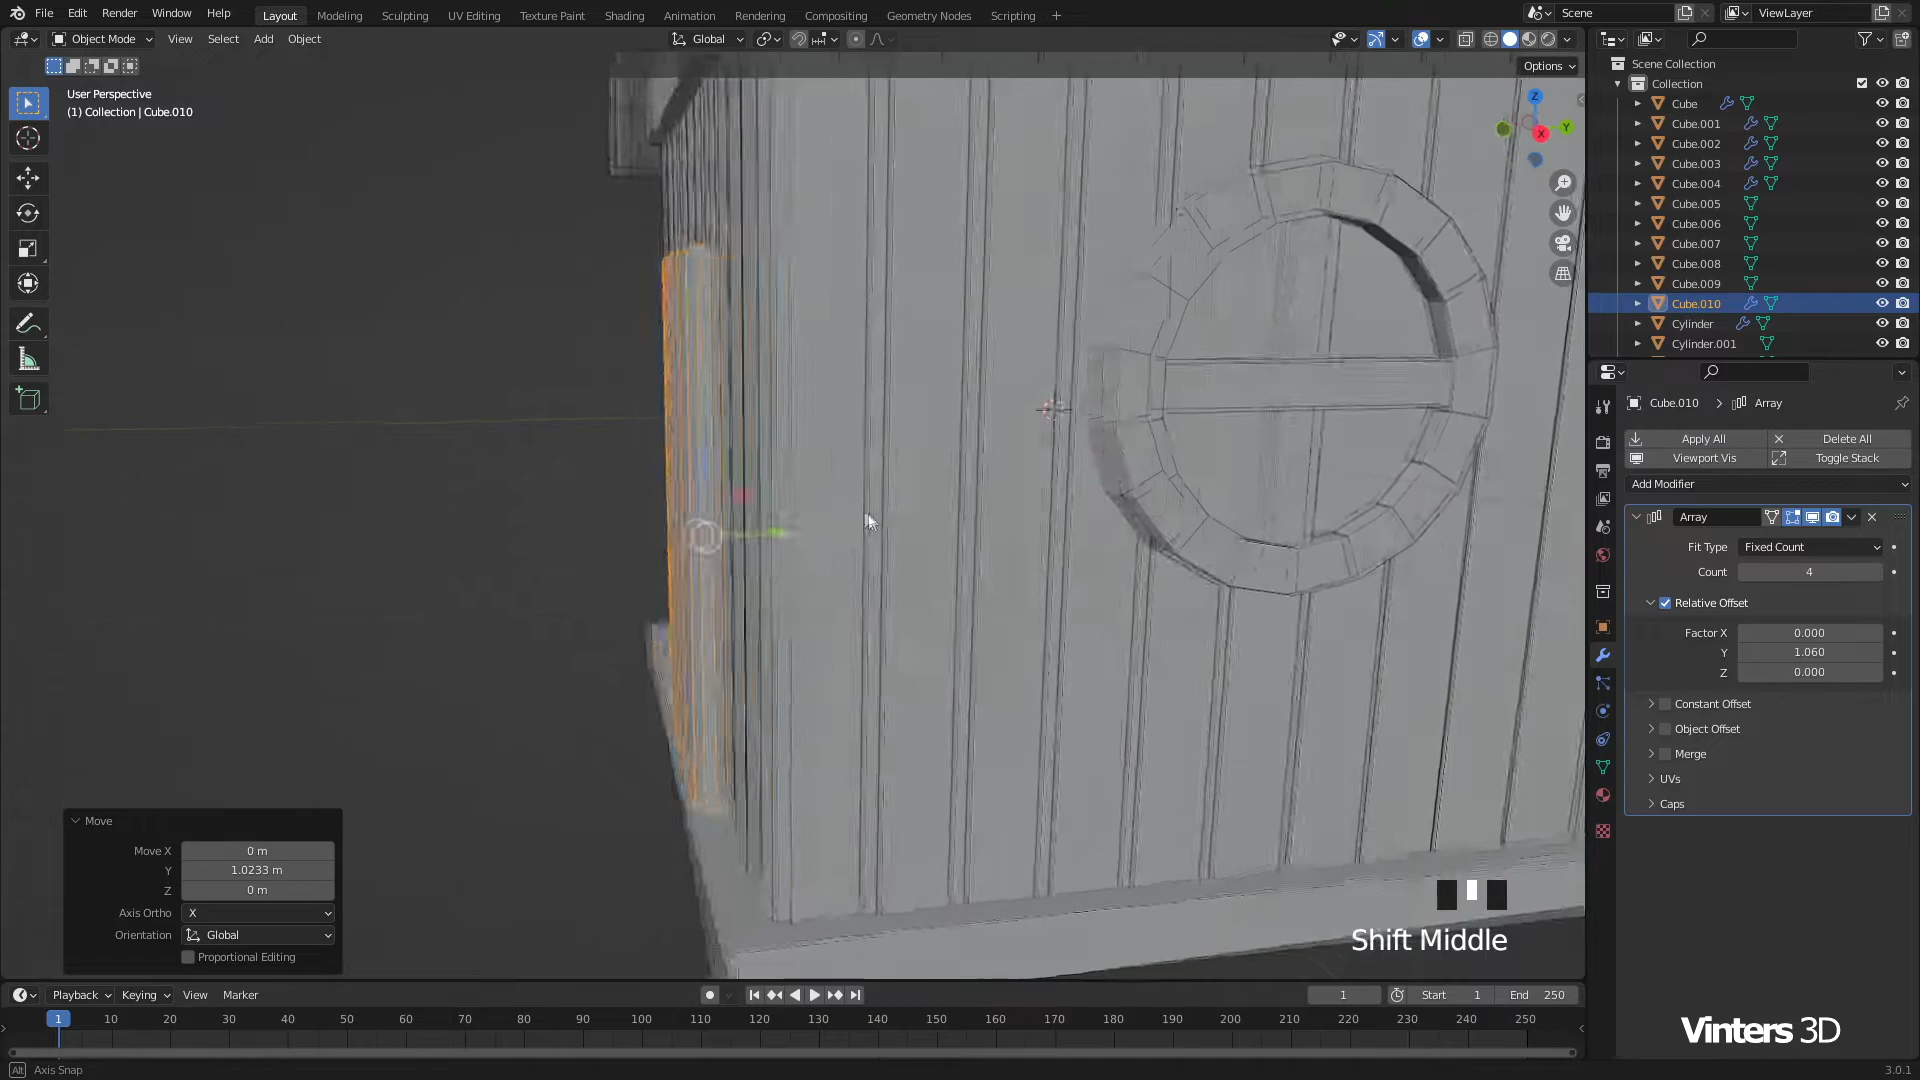 File Edit Render Window Help Layout Modeling Sculpting UV Editing Texture Paint Shading Animation Rendering Compositing Geometry Nodes Scripting + Scene ViewLayer
Object Mode View Select Add Object Global
Options
User Perspective
(1) Collection | Cube.010
Z
Y
X
Scene Collection
Collection
Cube
Cube.001
Cube.002
Cube.003
Cube.004
Cube.005
Cube.006
Cube.007
Cube.008
Cube.009
Cube.010
Cylinder
Cylinder.001
Cube.010 > Array
Apply All Delete All
Viewport Vis Toggle Stack
Add Modifier
Array
Fit Type Fixed Count
Count 4
Relative Offset
Factor X 0.000
Y 1.060
Z 0.000
Constant Offset
Object Offset
Merge
UVs
Caps
Move
Move X 0 m
Y 1.0233 m
Z 0 m
Axis Ortho X
Orientation Global
Proportional Editing
Shift Middle
Playback Keying View Marker 1 Start 1 End 250
1 10 20 30 40 50 60 70 80 90 100 110 120 130 140 150 160 170 180 190 200 210 220 230 240 250
Vinters 3D
Alt Axis Snap 3.0.1